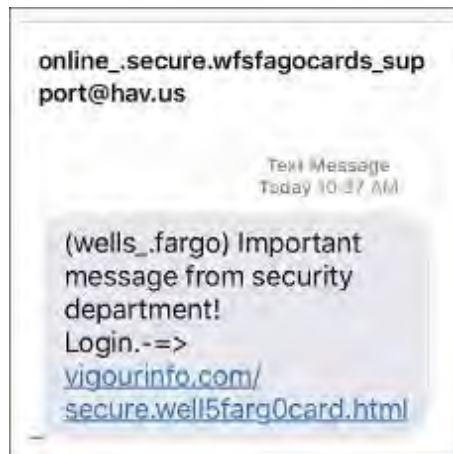 online_.secure.wfsfagocards_sup
port@hav.us
Text Message
Today 10:37 AM
(wells_.fargo) Important
message from security
department!
Login.-=>
vigourinfo.com/
secure.well5farg0card.html